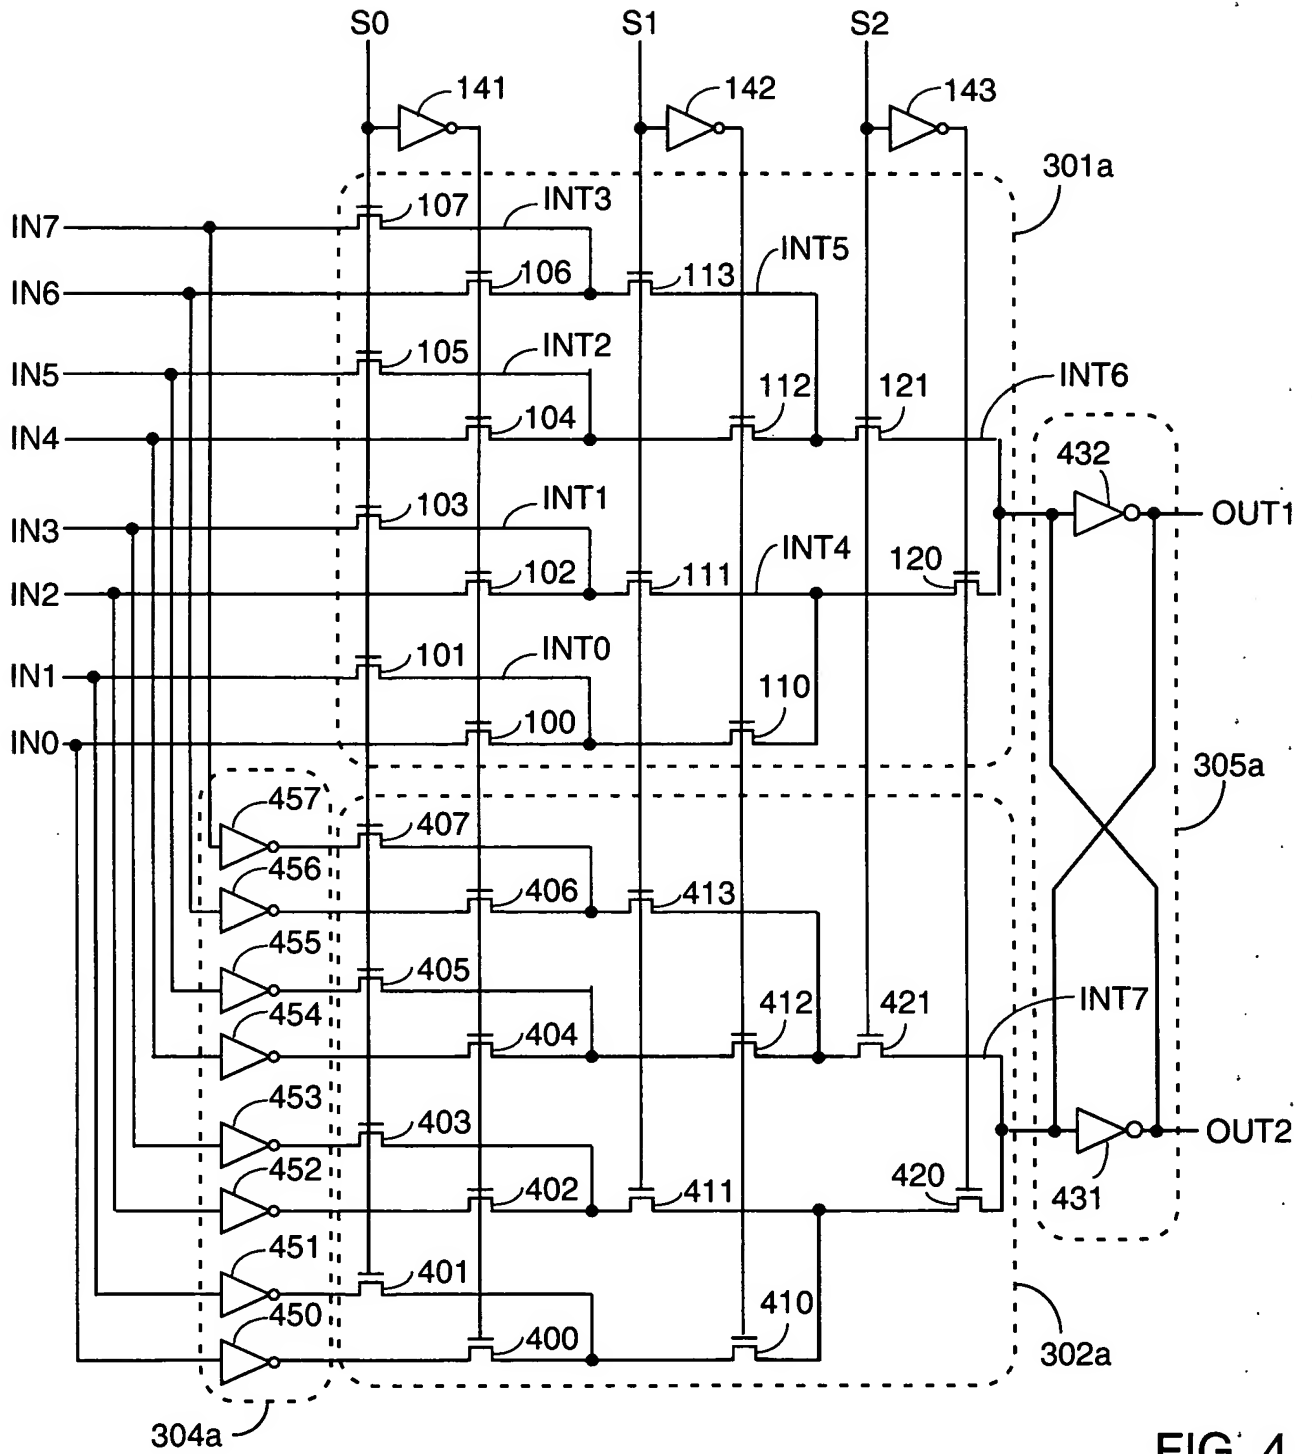 S0 S1 S2
141 142 143
301a
IN7 107 INT3
INT5
IN6 106 113
IN5 105 INT2
INT6
112 121
IN4 104
432
IN3 103 INT1
OUT1
INT4
IN2 102 111 120
IN1 101 INT0
110
IN0 100
305a
457 407
456 406 413
455 405
INT7
454 404 412 421
453 403
OUT2
452 402 411 420
431
451 401
450 400 410
302a
304a
FIG. 4